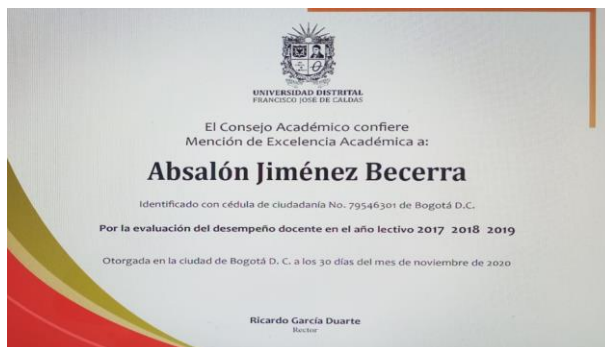 UNIVERSIDAD DISTRITAL
FRANCISCO JOSÉ DE CALDAS
El Consejo Académico confiere
Mención de Excelencia Académica a:
Absalón Jiménez Becerra
Identificado con cédula de ciudadanía No. 79546301 de Bogotá D.C.
Por la evaluación del desempeño docente en el año lectivo 2017 2018 2019
Otorgada en la ciudad de Bogotá D. C. a los 30 días del mes de noviembre de 2020
Ricardo García Duarte
Rector